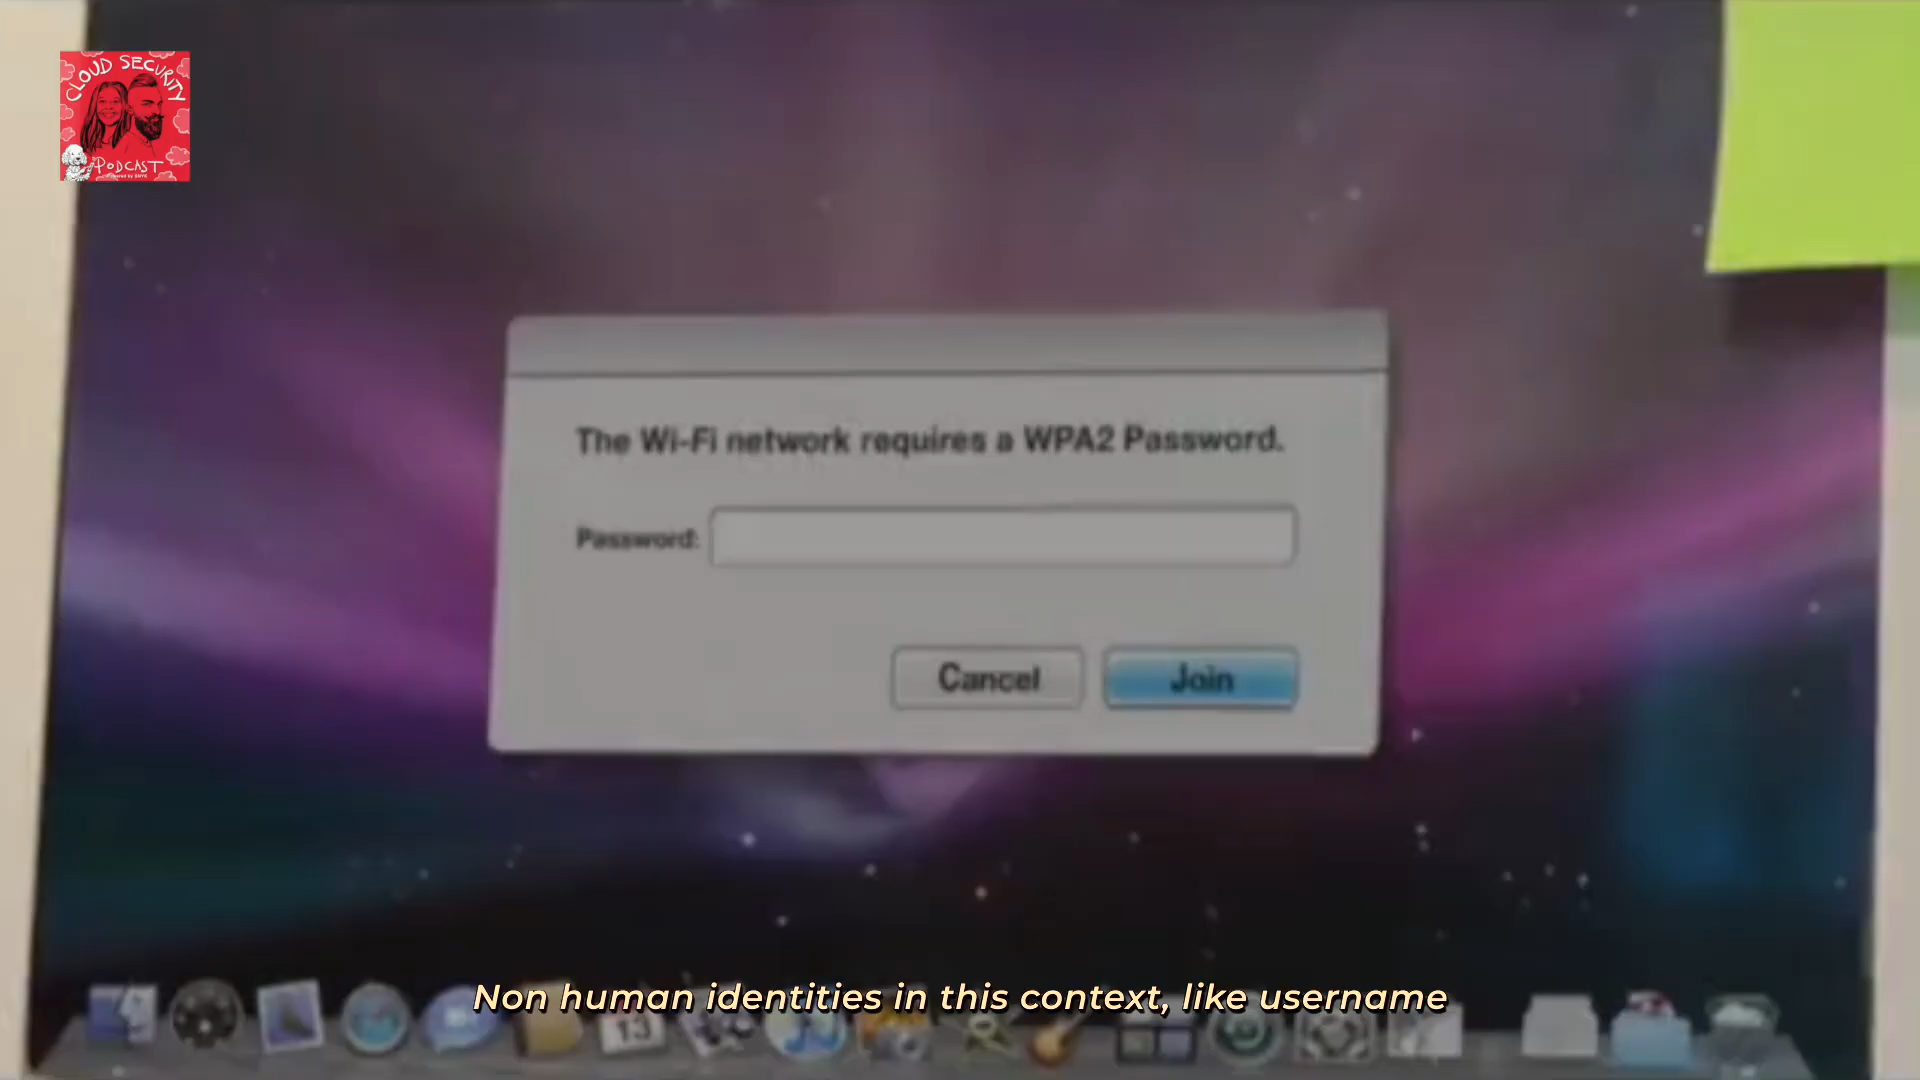 CLOUD SECURITY
PODCAST
The Wi-Fi network requires a WPA2 Password.
Password:
Cancel
Join
13
Non human identities in this context, like username